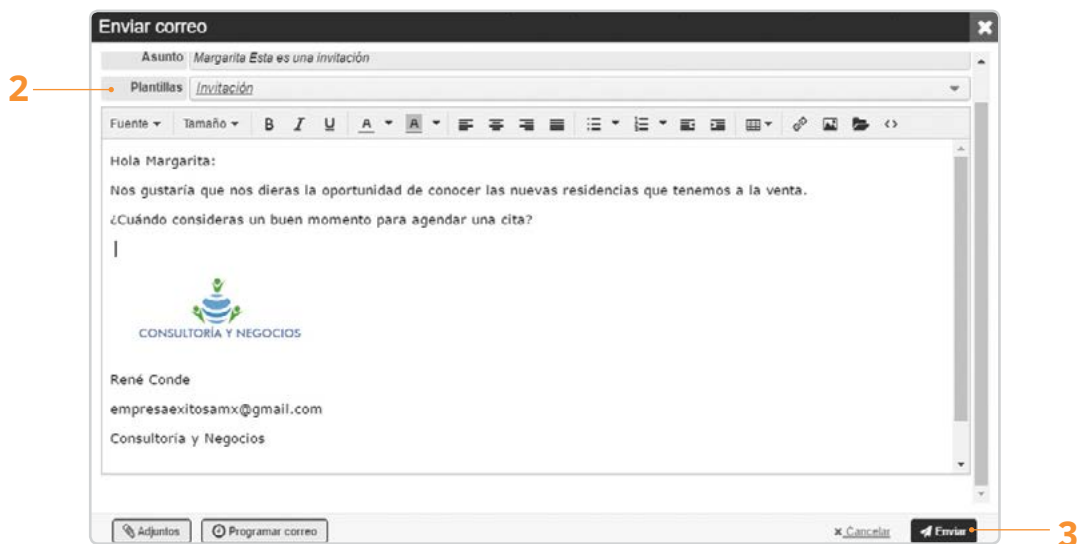 Enviar correo
Asunto Margarita Esta es una invitación
2 Plantillas Invitación
Fuente Tamaño B I U A A
Hola Margarita:
Nos gustaría que nos dieras la oportunidad de conocer las nuevas residencias que tenemos a la venta.
¿Cuándo consideras un buen momento para agendar una cita?
CONSULTORÍA Y NEGOCIOS
René Conde
empresaexitosamx@gmail.com
Consultoría y Negocios
Adjuntos Programar correo x Cancelar Enviar 3